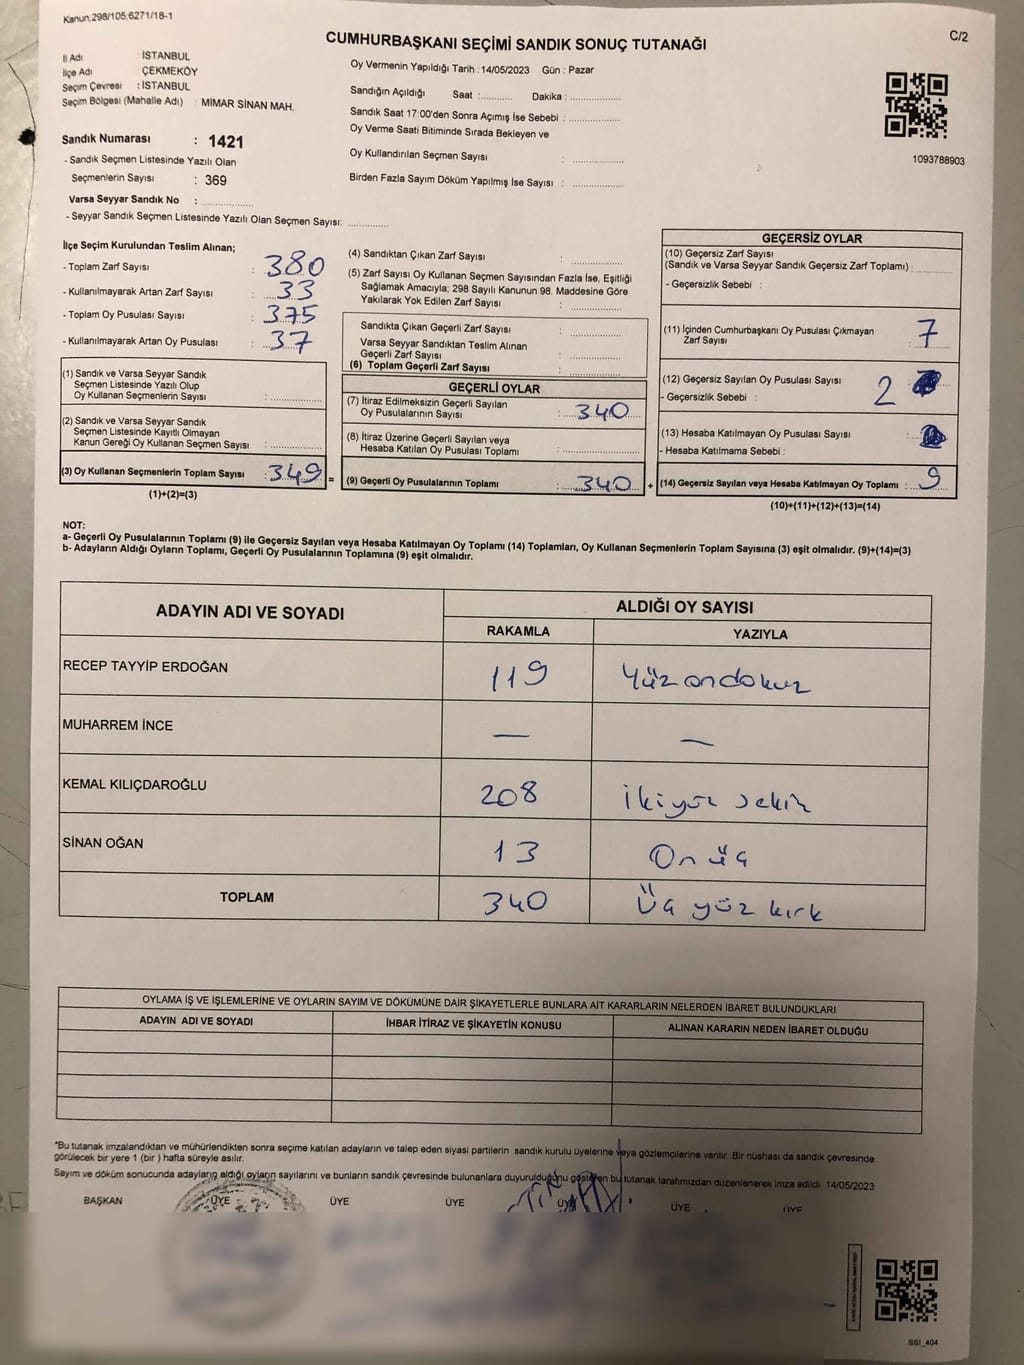 Kanun,298/105,6271/18-1
C/2
CUMHURBAŞKANI SEÇİMİ SANDIK SONUÇ TUTANAĞI
İl Adı : İSTANBUL
İlçe Adı : ÇEKMEKÖY
Seçim Çevresi : İSTANBUL
Seçim Bölgesi (Mahalle Adı) : MİMAR SİNAN MAH.
Sandık Numarası : 1421
- Sandık Seçmen Listesinde Yazılı Olan
Seçmenlerin Sayısı : 369
Varsa Seyyar Sandık No : ..............
- Seyyar Sandık Seçmen Listesinde Yazılı Olan Seçmen Sayısı: ............
Oy Vermenin Yapıldığı Tarih : 14/05/2023 Gün : Pazar
Sandığın Açıldığı Saat :.......... Dakika : ................
Sandık Saat 17:00'den Sonra Açımış İse Sebebi : ................
Oy Verme Saati Bitiminde Sırada Bekleyen ve
Oy Kullandırılan Seçmen Sayısı : ................
Birden Fazla Sayım Döküm Yapılmış İse Sayısı : ................
1093788903
İlçe Seçim Kurulundan Teslim Alınan;
- Toplam Zarf Sayısı : 380
- Kullanılmayarak Artan Zarf Sayısı : 33
- Toplam Oy Pusulası Sayısı : 375
- Kullanılmayarak Artan Oy Pusulası : 37
(1) Sandık ve Varsa Seyyar Sandık
Seçmen Listesinde Yazılı Olup
Oy Kullanan Seçmenlerin Sayısı : ................
(2) Sandık ve Varsa Seyyar Sandık
Seçmen Listesinde Kayıtlı Olmayan
Kanun Gereği Oy Kullanan Seçmen Sayısı : ................
(3) Oy Kullanan Seçmenlerin Toplam Sayısı : 349 =
(1)+(2)=(3)
(4) Sandıktan Çıkan Zarf Sayısı : ................
(5) Zarf Sayısı Oy Kullanan Seçmen Sayısından Fazla İse, Eşitliği
Sağlamak Amacıyla; 298 Sayılı Kanunun 98. Maddesine Göre
Yakılarak Yok Edilen Zarf Sayısı : ................
Sandıkta Çıkan Geçerli Zarf Sayısı : ................
Varsa Seyyar Sandıktan Teslim Alınan
Geçerli Zarf Sayısı : ................
(6) Toplam Geçerli Zarf Sayısı : ................
GEÇERLİ OYLAR
(7) İtiraz Edilmeksizin Geçerli Sayılan
Oy Pusulalarının Sayısı : 340
(8) İtiraz Üzerine Geçerli Sayılan veya
Hesaba Katılan Oy Pusulası Toplamı : ................
(9) Geçerli Oy Pusulalarının Toplamı : 340 +
GEÇERSİZ OYLAR
(10) Geçersiz Zarf Sayısı
(Sandık ve Varsa Seyyar Sandık Geçersiz Zarf Toplamı) : ............
- Geçersizlik Sebebi :
(11) İçinden Cumhurbaşkanı Oy Pusulası Çıkmayan
Zarf Sayısı : 7
(12) Geçersiz Sayılan Oy Pusulası Sayısı : 2
- Geçersizlik Sebebi :
(13) Hesaba Katılmayan Oy Pusulası Sayısı :
- Hesaba Katılmama Sebebi :
(14) Geçersiz Sayılan veya Hesaba Katılmayan Oy Toplamı : 9
(10)+(11)+(12)+(13)=(14)
NOT:
a- Geçerli Oy Pusulalarının Toplamı (9) ile Geçersiz Sayılan veya Hesaba Katılmayan Oy Toplamı (14) Toplamları, Oy Kullanan Seçmenlerin Toplam Sayısına (3) eşit olmalıdır. (9)+(14)=(3)
b- Adayların Aldığı Oyların Toplamı, Geçerli Oy Pusulalarının Toplamına (9) eşit olmalıdır.
ADAYIN ADI VE SOYADI ALDIĞI OY SAYISI
RAKAMLA YAZIYLA
RECEP TAYYİP ERDOĞAN 119 Yüz ondokuz
MUHARREM İNCE — —
KEMAL KILIÇDAROĞLU 208 İkiyüz sekiz
SİNAN OĞAN 13 On üç
TOPLAM 340 Üç yüz kırk
OYLAMA İŞ VE İŞLEMLERİNE VE OYLARIN SAYIM VE DÖKÜMÜNE DAİR ŞİKAYETLERLE BUNLARA AİT KARARLARIN NELERDEN İBARET BULUNDUKLARI
ADAYIN ADI VE SOYADI İHBAR İTİRAZ VE ŞİKAYETİN KONUSU ALINAN KARARIN NEDEN İBARET OLDUĞU
*Bu tutanak imzalandıktan ve mühürlendikten sonra seçime katılan adayların ve talep eden siyasi partilerin sandık kurulu üyelerine veya gözlemcilerine verilir. Bir nüshası da sandık çevresinde
görülecek bir yere 1 (bir ) hafta süreyle asılır.
Sayım ve döküm sonucunda adayların aldığı oyların sayılarını ve bunların sandık çevresinde bulunanlara duyurulduğunu gösteren bu tutanak tarafımızdan düzenlenerek imza edildi. 14/05/2023
BAŞKAN ÜYE ÜYE ÜYE ÜYE ÜYE ÜYE
SSI_404